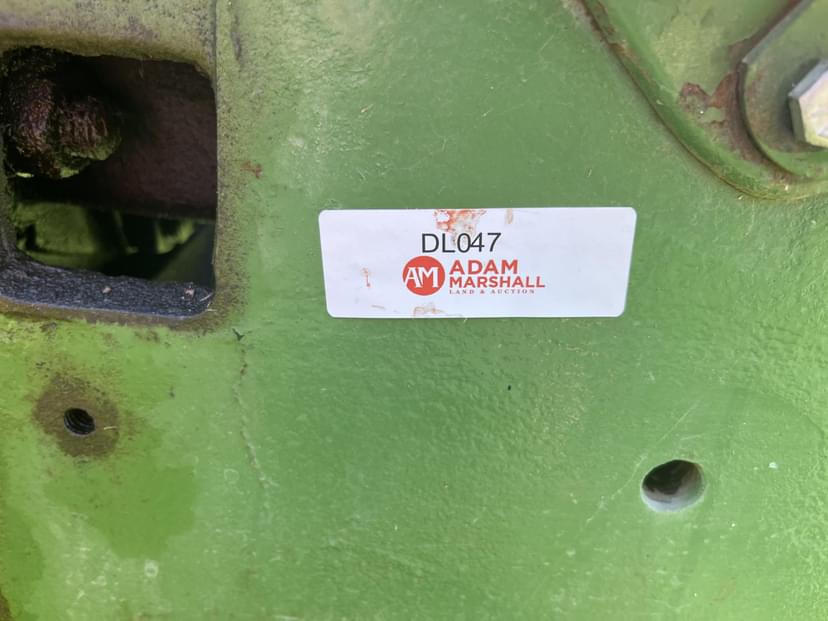 DL047
AM ADAM
MARSHALL
LAND & AUCTION